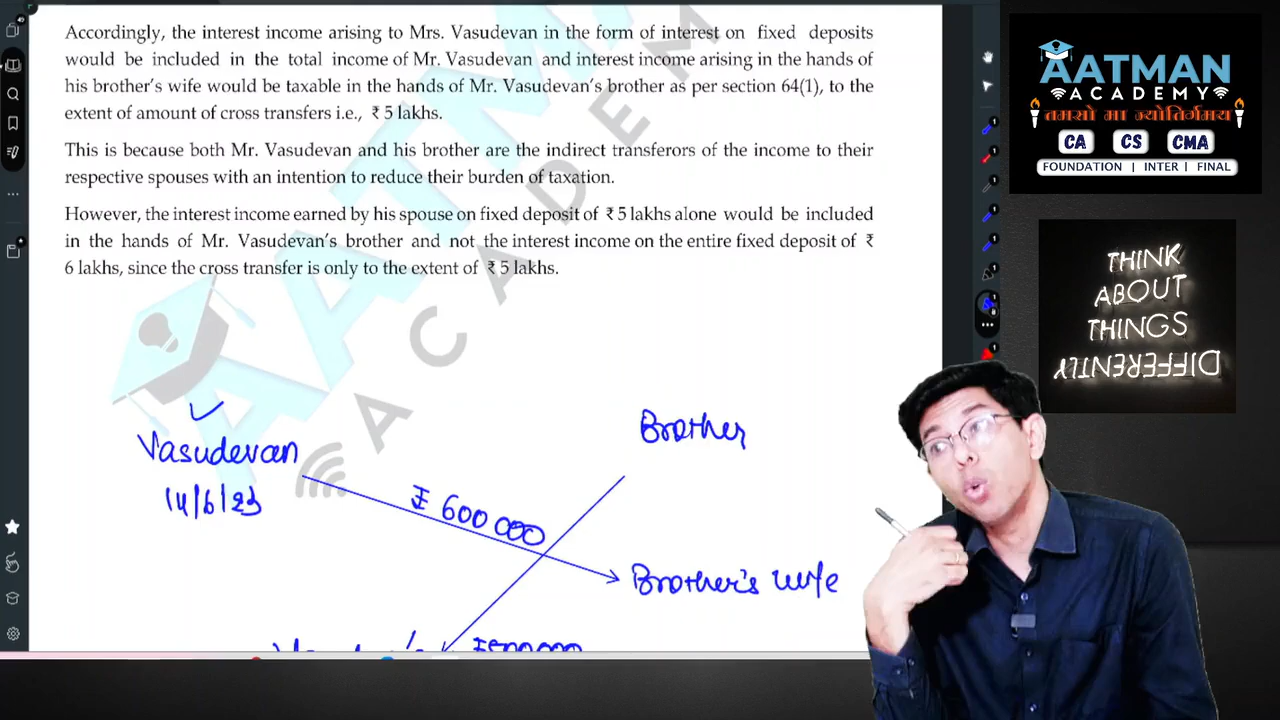 Accordingly, the interest income arising to Mrs. Vasudevan in the form of interest on fixed deposits
would be included in the total income of Mr. Vasudevan and interest income arising in the hands of
his brother's wife would be taxable in the hands of Mr. Vasudevan's brother as per section 64(1), to the
extent of amount of cross transfers i.e., ₹ 5 lakhs.
This is because both Mr. Vasudevan and his brother are the indirect transferors of the income to their
respective spouses with an intention to reduce their burden of taxation.
However, the interest income earned by his spouse on fixed deposit of ₹ 5 lakhs alone would be included
in the hands of Mr. Vasudevan's brother and not the interest income on the entire fixed deposit of ₹
6 lakhs, since the cross transfer is only to the extent of ₹ 5 lakhs.
Vasudevan
14/6/23
₹ 600 000
Brother
Brother's wife
AATMAN
ACADEMY
तमसो मा ज्योतिर्गमय
CA CS CMA
FOUNDATION | INTER | FINAL
THINK
ABOUT
THINGS
DIFFERENTLY